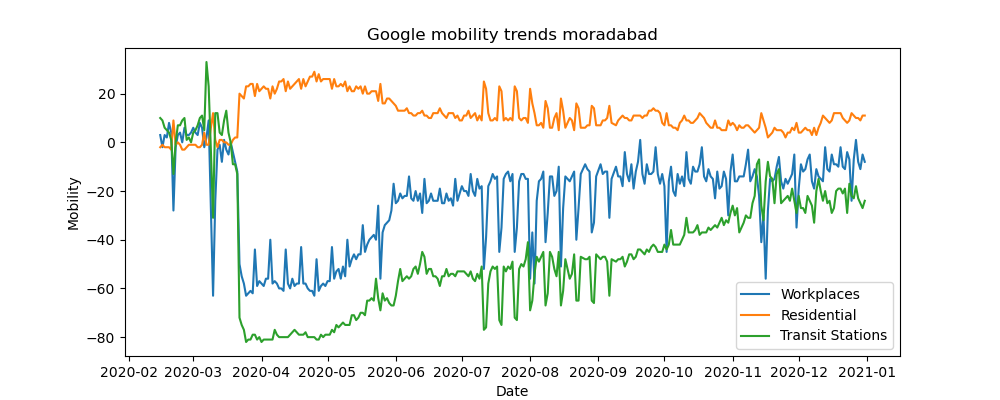 Google mobility trends moradabad
Mobility
20
0
−20
−40
−60
−80
2020-02 2020-03 2020-04 2020-05 2020-06 2020-07 2020-08 2020-09 2020-10 2020-11 2020-12 2021-01
Date
Workplaces
Residential
Transit Stations